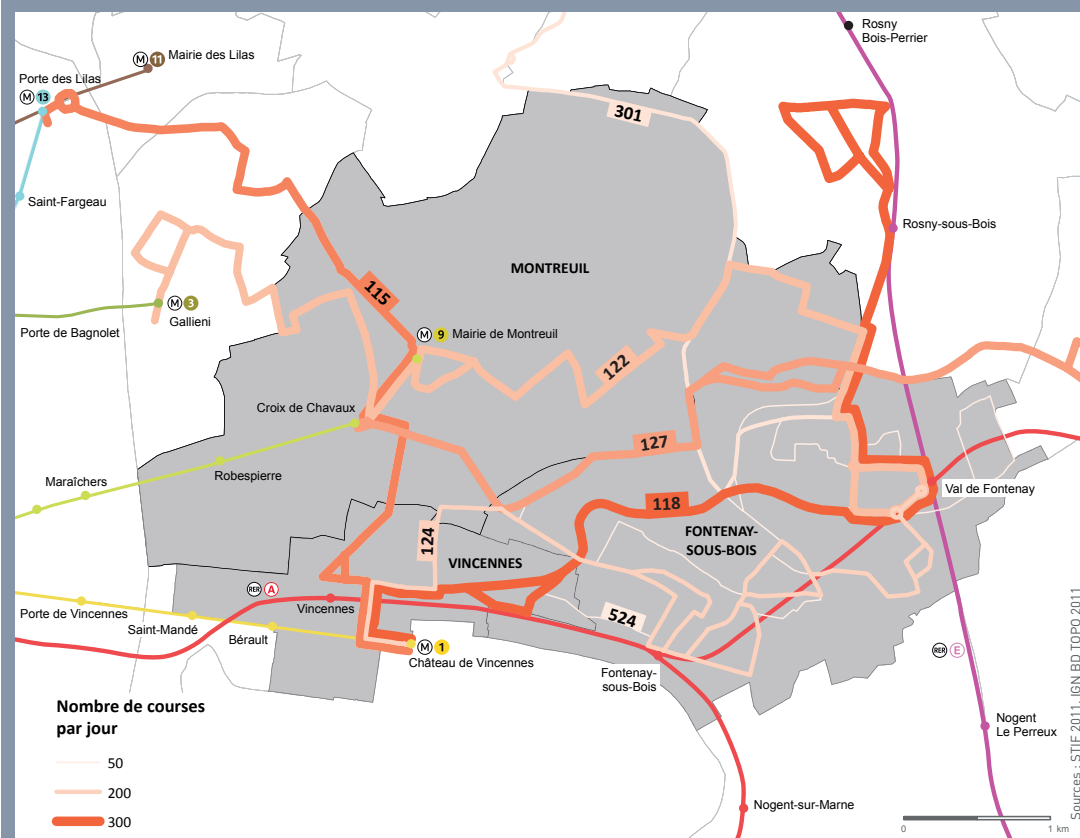 Rosny
Bois-Perrier
M 11 Mairie des Lilas
Porte des Lilas
M 13
301
Saint-Fargeau
Rosny-sous-Bois
MONTREUIL
115
M 3
Gallieni
Porte de Bagnolet
M 9 Mairie de Montreuil
122
Croix de Chavaux
127
Robespierre
Maraîchers
Val de Fontenay
118
124
FONTENAY-
SOUS-BOIS
VINCENNES
RER A
Vincennes
Porte de Vincennes
Saint-Mandé
Bérault
524
M 1
Château de Vincennes
RER E
Fontenay-
sous-Bois
Nombre de courses
par jour
50
200
300
Nogent
Le Perreux
Nogent-sur-Marne
0 1 km
Sources : STIF 2011, IGN BD TOPO 2011